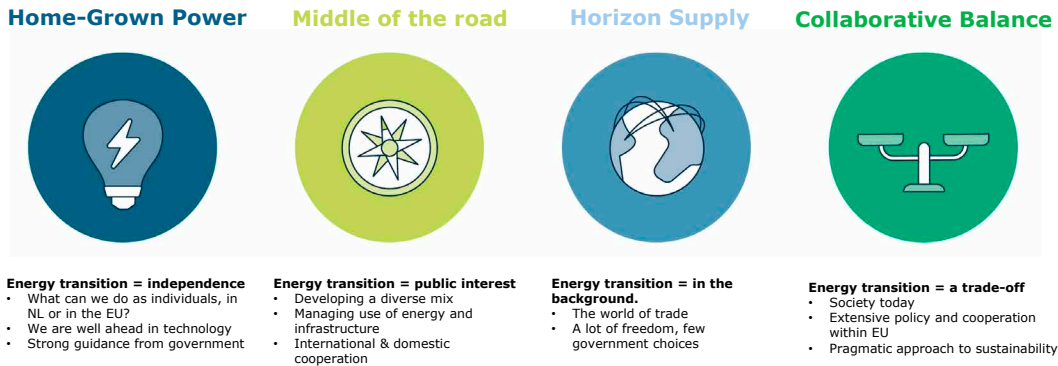 Home-Grown Power
Middle of the road
Horizon Supply
Collaborative Balance
Energy transition = independence
• What can we do as individuals, in
NL or in the EU?
• We are well ahead in technology
• Strong guidance from government
Energy transition = public interest
• Developing a diverse mix
• Managing use of energy and
infrastructure
• International & domestic
cooperation
Energy transition = in the
background.
• The world of trade
• A lot of freedom, few
government choices
Energy transition = a trade-off
• Society today
• Extensive policy and cooperation
within EU
• Pragmatic approach to sustainability